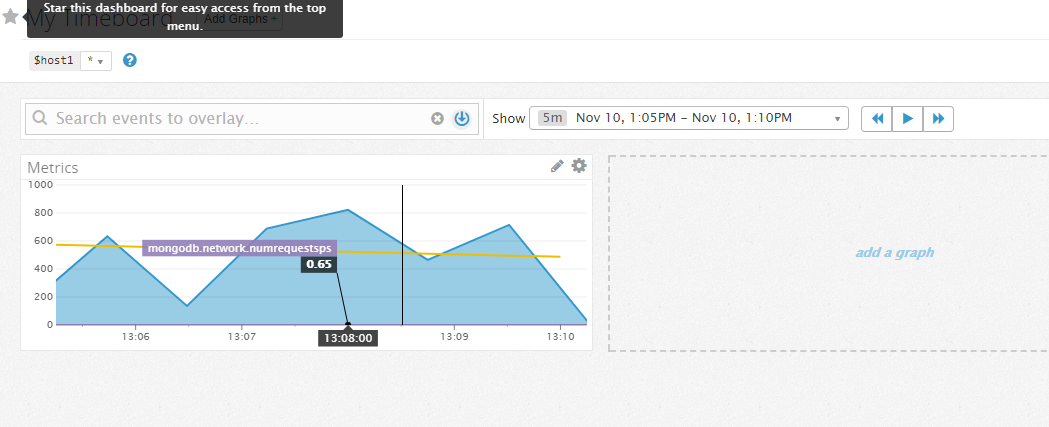 Star this dashboard for easy access from the top
menu.
My Timeboard Add Graphs +
$host1 * ?
Search events to overlay... Show 5m Nov 10, 1:05PM – Nov 10, 1:10PM
Metrics
1000
800
600
400
200
0
mongodb.network.numrequestsps
0.65
13:06 13:07 13:08:00 13:09 13:10
add a graph